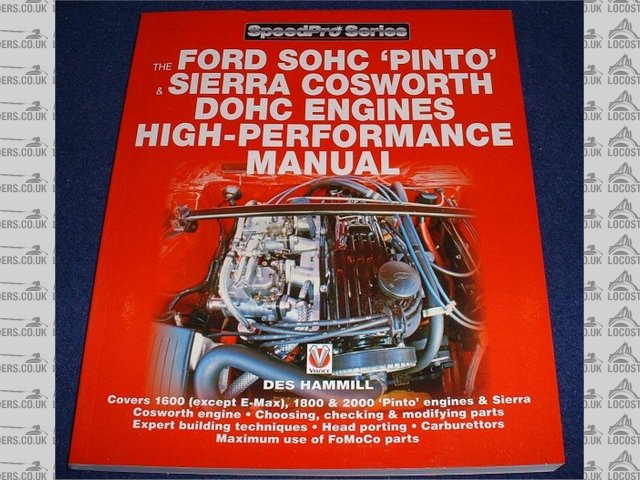 SpeedPro Series
THE FORD SOHC 'PINTO'
& SIERRA COSWORTH
DOHC ENGINES
HIGH-PERFORMANCE
MANUAL
V
VELOCE
DES HAMMILL
Covers 1600 (except E-Max), 1800 & 2000 'Pinto' engines & Sierra
Cosworth engine • Choosing, checking & modifying parts
Expert building techniques • Head porting • Carburettors
Maximum use of FoMoCo parts